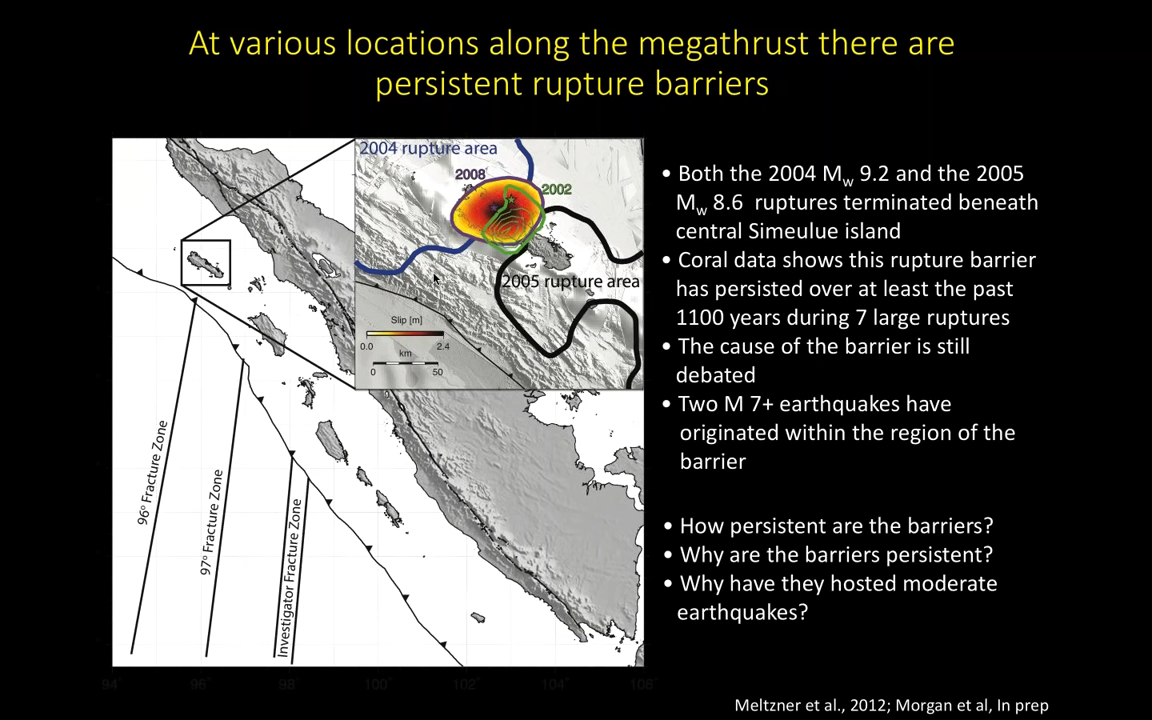 At various locations along the megathrust there are
persistent rupture barriers
2004 rupture area
2008
2002
2005 rupture area
Slip [m]
0.0 2.4
km
0 50
96° Fracture Zone
97° Fracture Zone
Investigator Fracture Zone
94° 96° 98° 100° 102° 104° 106°
• Both the 2004 Mw 9.2 and the 2005
Mw 8.6 ruptures terminated beneath
central Simeulue island
• Coral data shows this rupture barrier
has persisted over at least the past
1100 years during 7 large ruptures
• The cause of the barrier is still
debated
• Two M 7+ earthquakes have
originated within the region of the
barrier
• How persistent are the barriers?
• Why are the barriers persistent?
• Why have they hosted moderate
earthquakes?
Meltzner et al., 2012; Morgan et al, In prep